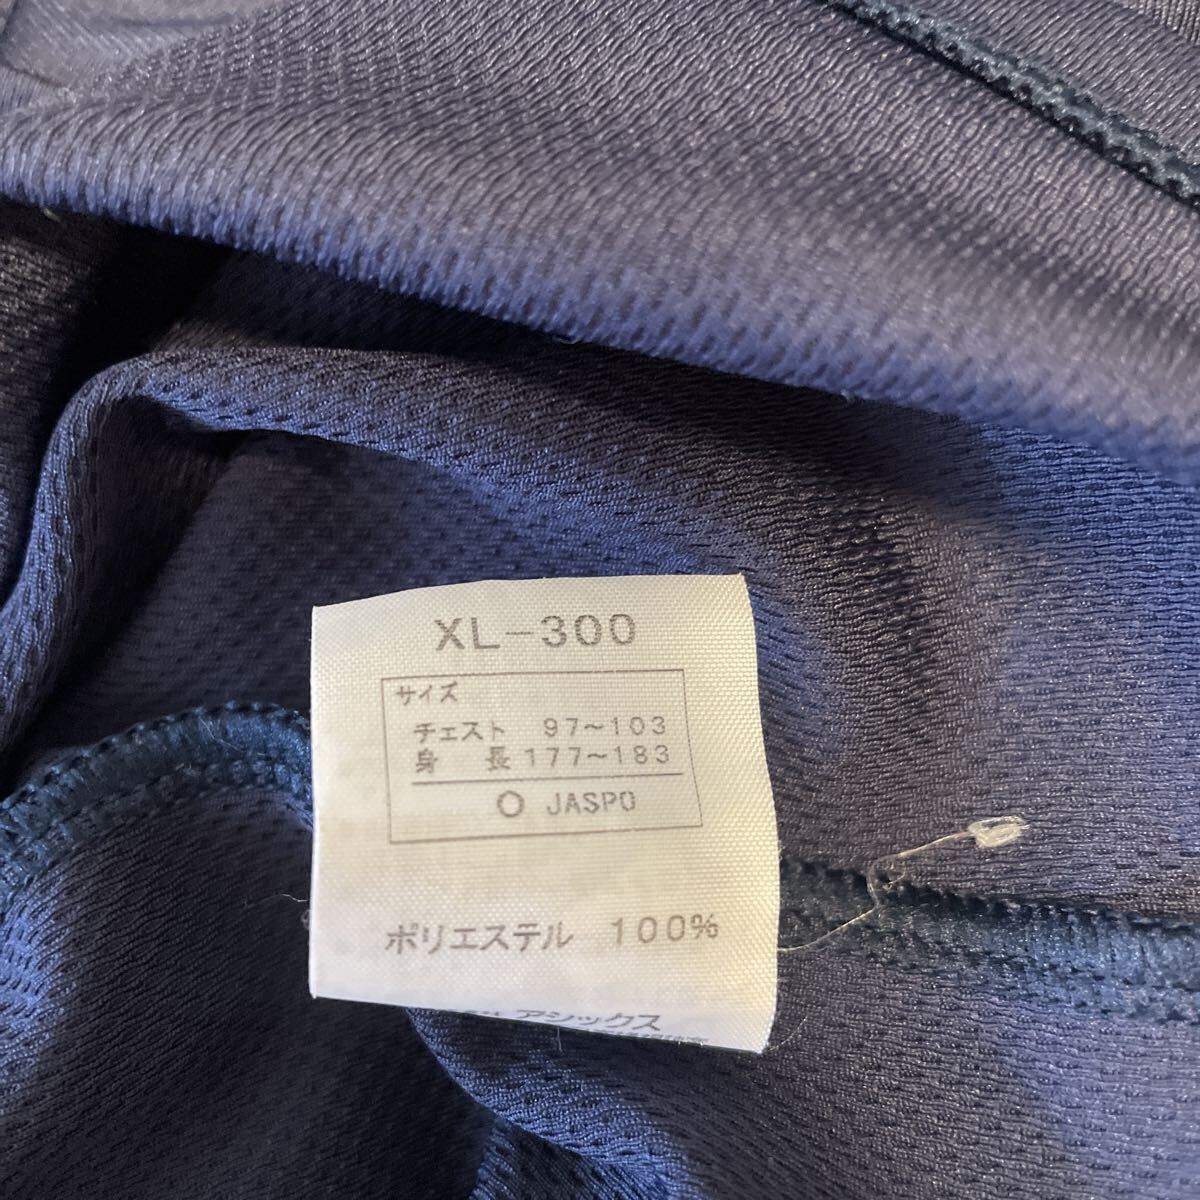 XL-300
サイズ
チェスト 97~103
身 長 177~183
○ JASPO
ポリエステル 100%
アシックス